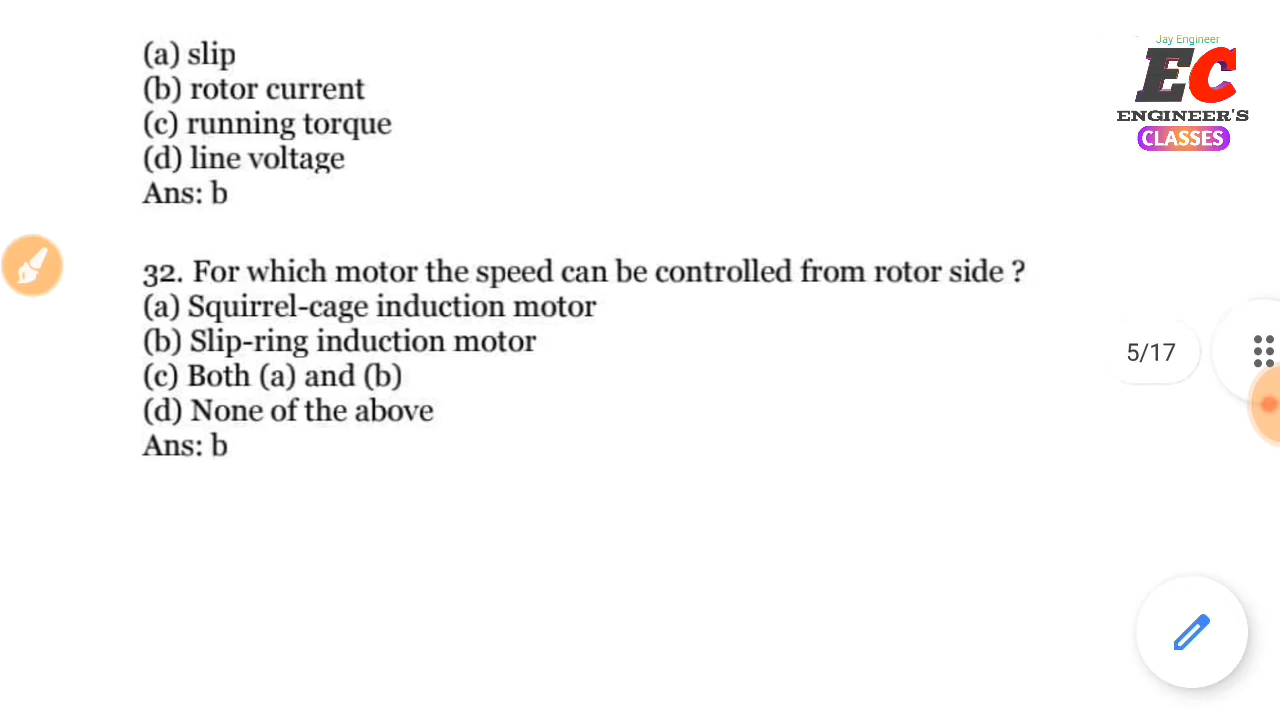 (a) slip
(b) rotor current
(c) running torque
(d) line voltage
Ans: b
32. For which motor the speed can be controlled from rotor side ?
(a) Squirrel-cage induction motor
(b) Slip-ring induction motor
(c) Both (a) and (b)
(d) None of the above
Ans: b
Jay Engineer
EC
ENGINEER'S
CLASSES
5/17